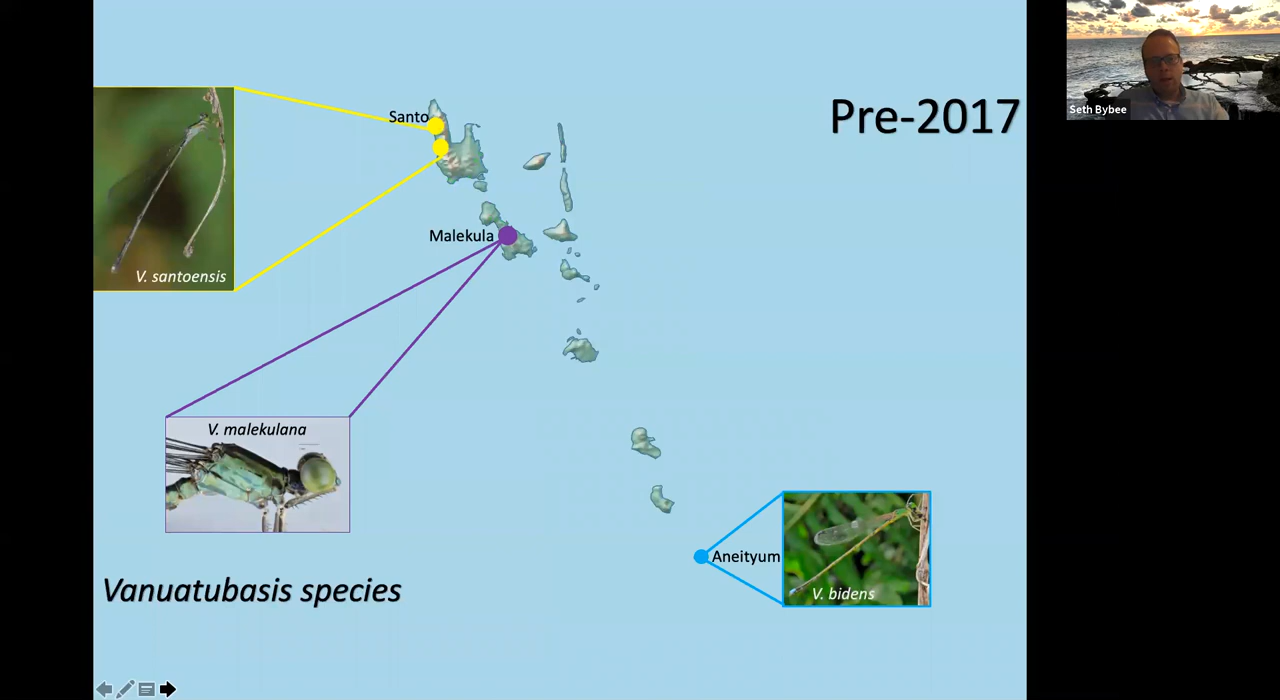 Pre-2017
Seth Bybee
Santo
V. santoensis
Malekula
V. malekulana
Aneityum
V. bidens
Vanuatubasis species